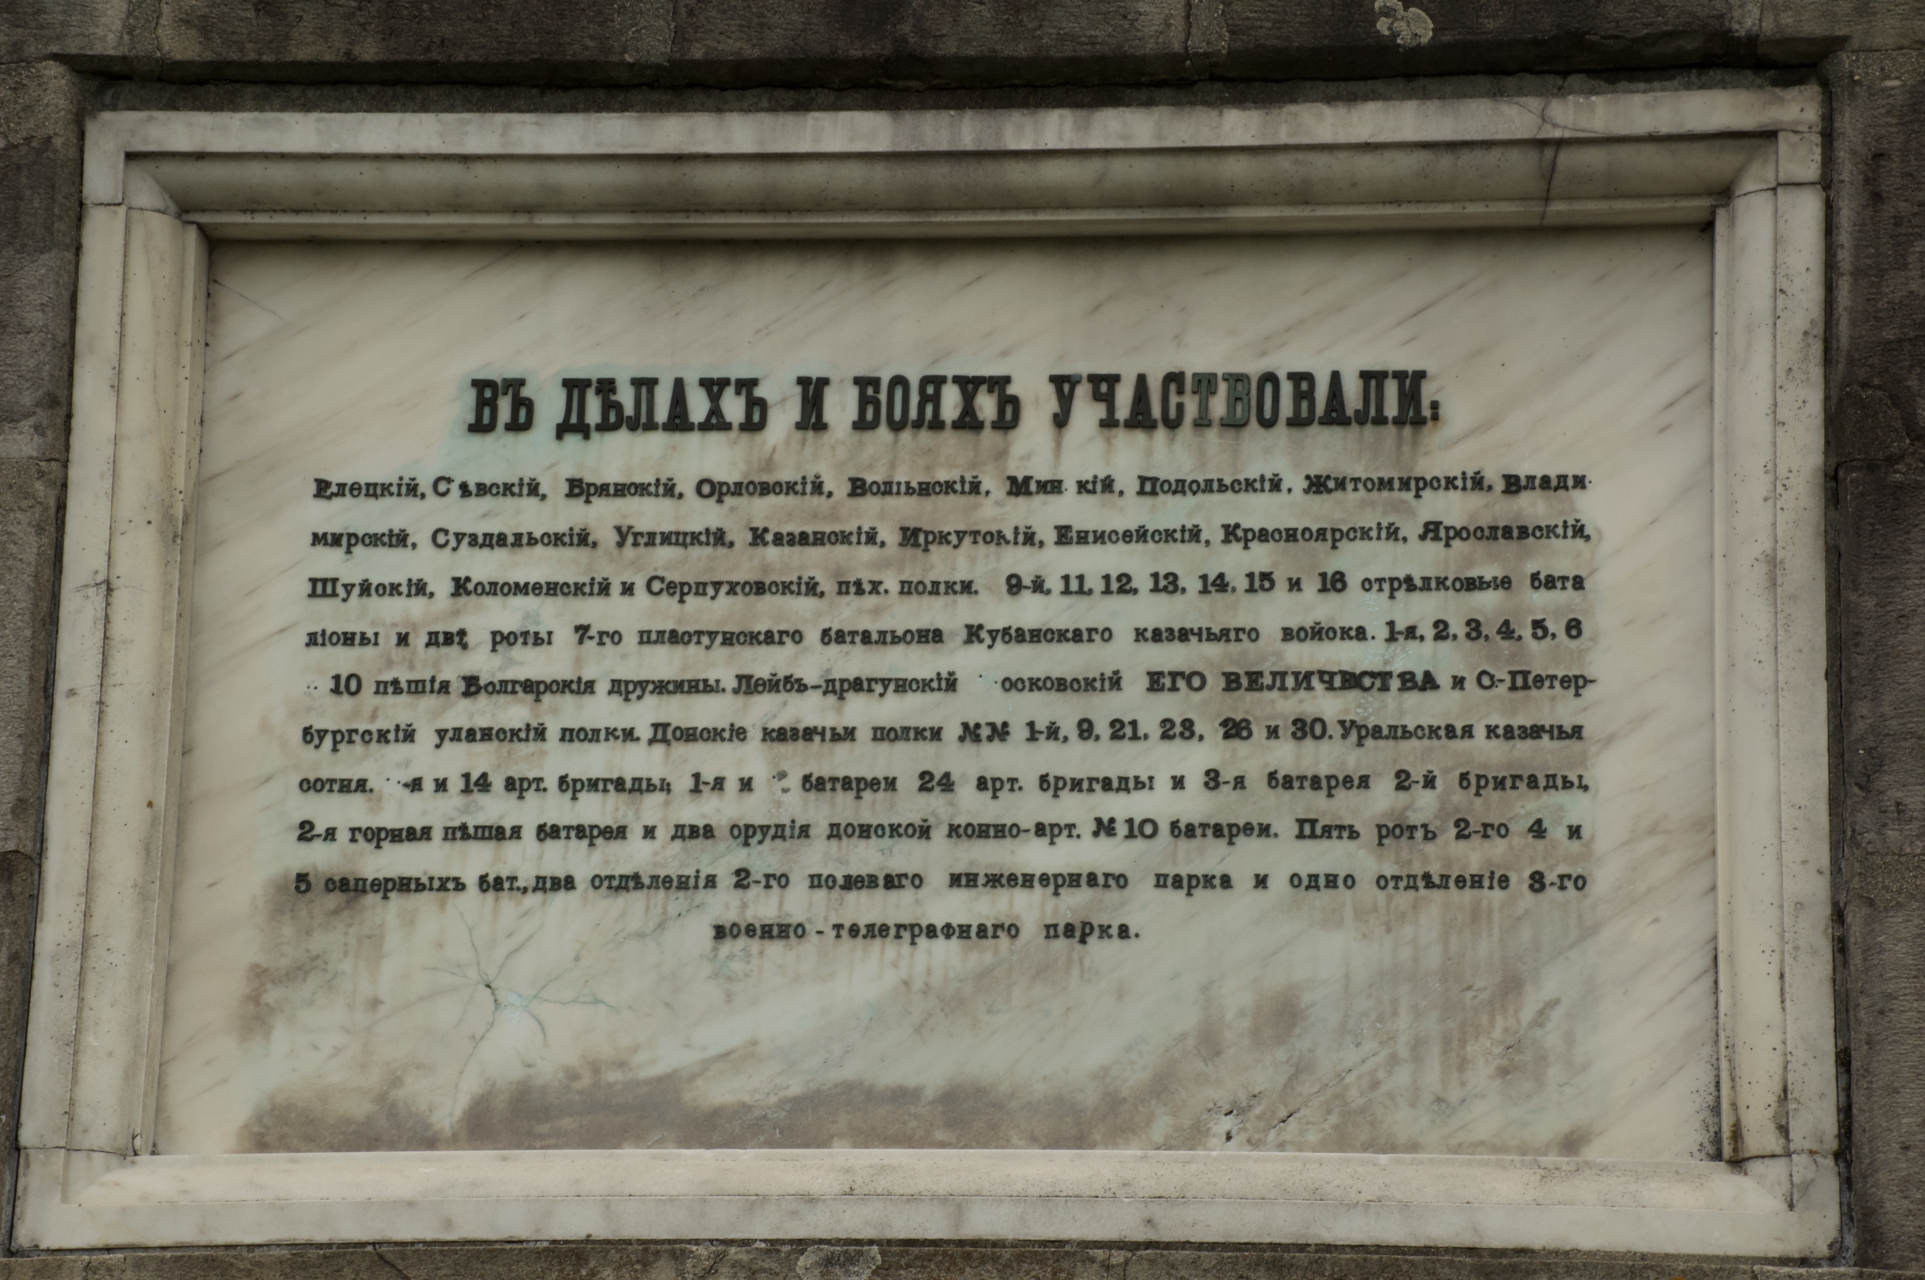 ВЪ ДѢЛАХЪ И БОЯХЪ УЧАСТВОВАЛИ:
Елецкій, Сѣвскій, Брянскій, Орловскій, Волынскій, Мин кій, Подольскій, Житомирскій, Влади-
мирскій, Суздальскій, Углицкій, Казанскій, Иркутскій, Енисейскій, Красноярскій, Ярославскій,
Шуйскій, Коломенскій и Серпуховскій, пѣх. полки. 9-й, 11, 12, 13, 14, 15 и 16 стрѣлковые бата
ліоны и двѣ роты 7-го пластунскаго батальона Кубанскаго казачьяго войска. 1-я, 2, 3, 4, 5, 6
10 пѣшія Болгарскія дружины. Лейбъ-драгунскій осковскій ЕГО ВЕЛИЧЕСТВА и С.-Петер-
бургскій уланскій полки. Донскіе казачьи полки №№ 1-й, 9, 21, 23, 26 и 30. Уральская казачья
сотня. -я и 14 арт. бригады; 1-я и батареи 24 арт. бригады и 3-я батарея 2-й бригады,
2-я горная пѣшая батарея и два орудія донской конно-арт. № 10 батареи. Пять ротъ 2-го 4 и
5 саперныхъ бат., два отдѣленія 2-го полеваго инженернаго парка и одно отдѣленіе 3-го
военно-телеграфнаго парка.